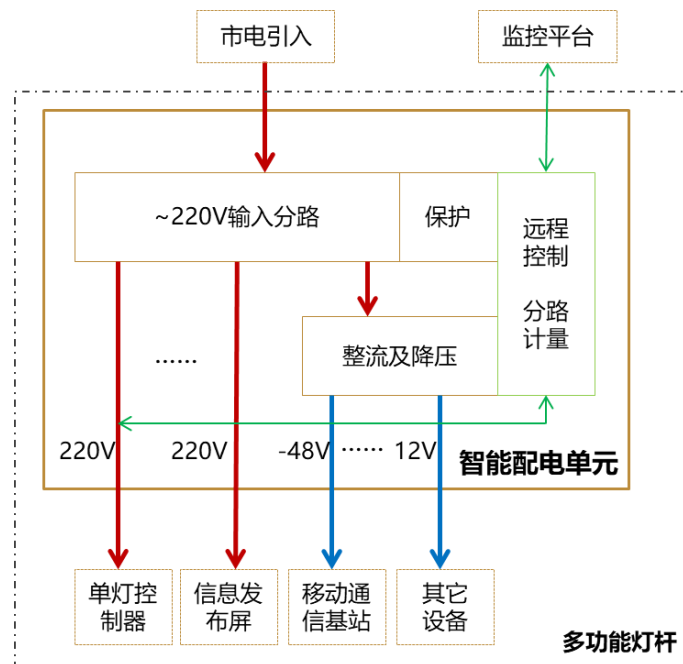 市电引入
监控平台
~220V输入分路
保护
远程
控制
分路
计量
整流及降压
……
220V
220V
-48V
……
12V
智能配电单元
单灯控
制器
信息发
布屏
移动通
信基站
其它
设备
多功能灯杆